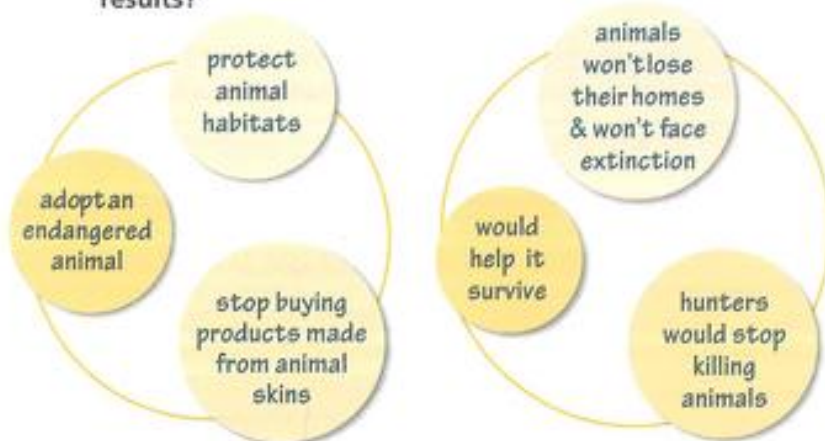 results?
protect
animal
habitats
adopt an
endangered
animal
stop buying
products made
from animal
skins
animals
won't lose
their homes
& won't face
extinction
would
help it
survive
hunters
would stop
killing
animals